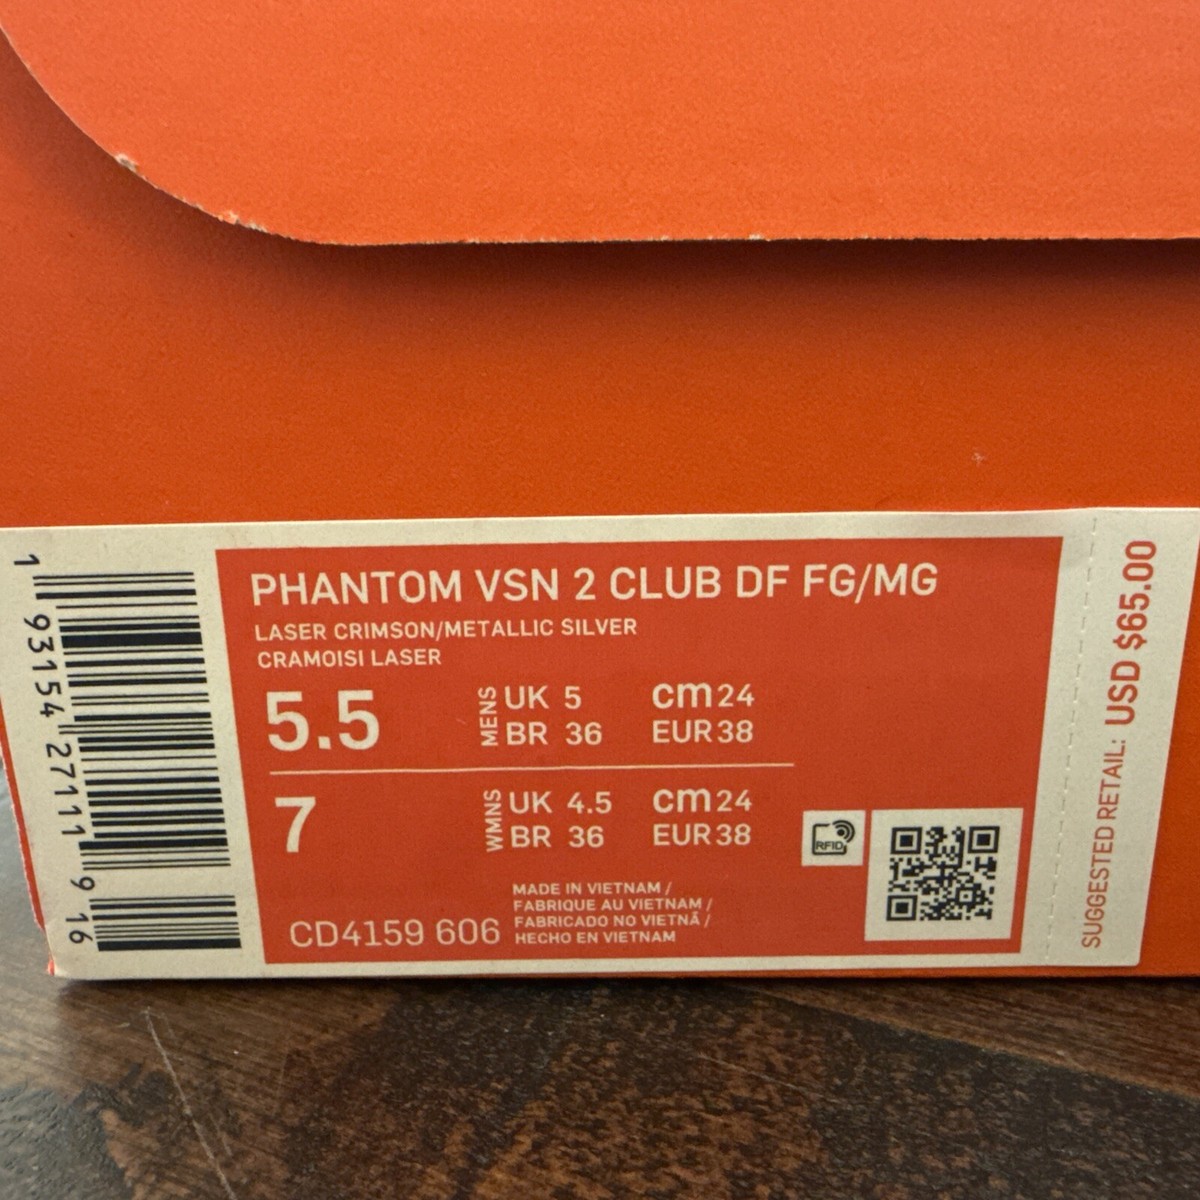 PHANTOM VSN 2 CLUB DF FG/MG
LASER CRIMSON/METALLIC SILVER
CRAMOISI LASER
5.5
MENS
UK 5 cm 24
BR 36 EUR 38
7
WMNS
UK 4.5 cm 24
BR 36 EUR 38
RFID
CD4159 606
MADE IN VIETNAM /
FABRIQUE AU VIETNAM /
FABRICADO NO VIETNÃ /
HECHO EN VIETNAM
1 93154 27111 9 16
SUGGESTED RETAIL: USD $65.00